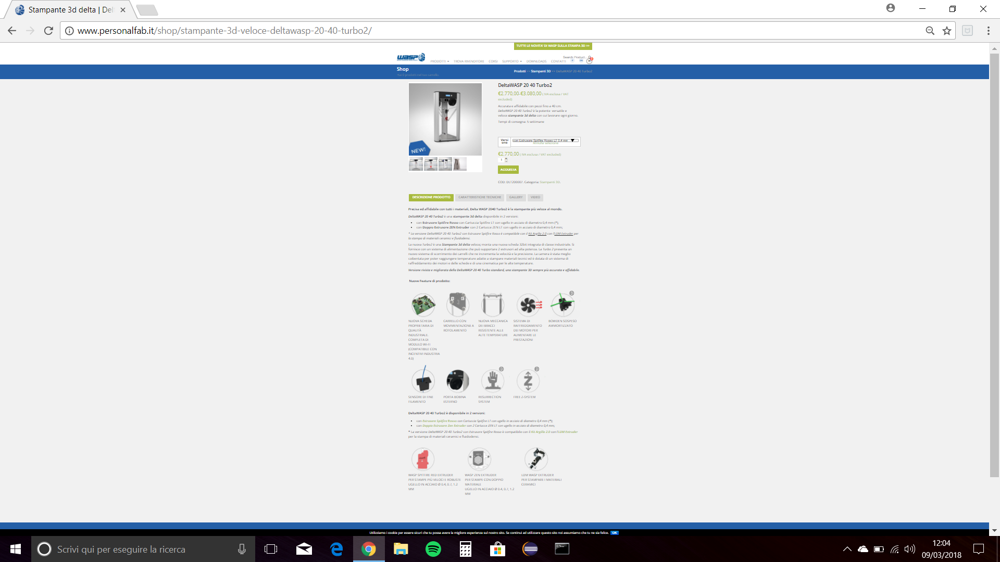 Stampante 3d delta | Del
www.personalfab.it/shop/stampante-3d-veloce-deltawasp-20-40-turbo2/
TUTTE LE NOVITA' DI WASP SULLA STAMPA 3D >>
Search Product...
WASP
PRODOTTI TROVA RIVENDITORE CORSI SUPPORTO DOWNLOADS CONTATTI
Shop
Prodotti >> Stampanti 3D >> DeltaWASP 20 40 Turbo2
Hai 0 prodotti nel tuo carrello
DeltaWASP 20 40 Turbo2
€2.770,00-€3.080,00 ( IVA esclusa / VAT
excluded)
Accurata e affidabile con pezzi fino a 40 cm.
DeltaWASP 20 40 Turbo2 è la potente versatile e
veloce stampante 3d delta con cui lavorare ogni giorno.
Tempi di consegna: 5 settimane
NEW!
Versi
one
con Estrusore Spitfire Rosso LT 0.4 mm
Annulla selezione
€2.770,00 ( IVA esclusa / VAT excluded)
1
ACQUISTA
COD: DLT200007. Categoria: Stampanti 3D.
DESCRIZIONE PRODOTTO CARATTERISTICHE TECNICHE GALLERY VIDEO
Precisa ed affidabile con tutti i materiali, Delta WASP 2040 Turbo2 è la stampante più veloce al mondo.
DeltaWASP 20 40 Turbo2 è una stampante 3d delta disponibile in 2 versioni:
con Estrusore Spitfire Rosso con Cartuccia Spitfire LT con ugello in acciaio di diametro 0,4 mm (*);
con Doppio Estrusore ZEN Extruder con 2 Cartucce ZEN LT con ugello in acciaio di diametro 0,4 mm;
* La versione DeltaWASP 20 40 Turbo2 con Estrusore Spitfire Rosso è compatibile con il Kit Argilla 2.0 con l'LDM Extruder per
la stampa di materiali ceramici e fluidodensi.
La nuova Turbo2 è una Stampante 3d delta veloce; monta una nuova scheda 32bit integrata di classe industriale. Si
fornisce con un sistema di alimentazione che può supportare 2 estrusori ad alta potenza. La Turbo 2 presenta un
nuovo sistema di scorrimento dei carrelli che ne incrementa la velocità e la precisione. La camera è stata meglio
coibentata per poter raggiungere temperature adatte a stampare materiali tecnici ed è dotata di un sistema di
raffreddamento dei motori e delle schede e di una cinematica per le alte temperature.
Versione rivista e migliorata della DeltaWASP 20 40 Turbo standard, una stampante 3D sempre più accurata e affidabile.
Nuove Feature di prodotto:
NUOVA SCHEDA
PROPRIETARIA DI
QUALITÀ
INDUSTRIALE.
COMPLETA DI
MODULO WI-FI
(COMPATIBILE CON
INCENTIVI INDUSTRIA
4.0)
CARRELLO CON
MOVIMENTAZIONE A
ROTOLAMENTO
NUOVA MECCANICA
DEI BRACCI
RESISTENTE ALLE
ALTE TEMPERATURE
SISTEMA DI
RAFFREDDAMENTO
DEI MOTORI PER
AUMENTARE LE
PRESTAZIONI
BOWDEN SOSPESO
AMMORTIZZATO
SENSORE DI FINE
FILAMENTO
PORTA BOBINA
ESTERNO
RESURRECTION
SYSTEM
FREE Z-SYSTEM
DeltaWASP 20 40 Turbo2 è disponibile in 2 versioni:
con Estrusore Spitfire Rosso con Cartuccia Spitfire LT con ugello in acciaio di diametro 0,4 mm (*);
con Doppio Estrusore Zen Extruder con 2 Cartucce ZEN LT con ugello in acciaio di diametro 0,4 mm;
* La versione DeltaWASP 20 40 Turbo2 con Estrusore Spitfire Rosso è compatibile con il Kit Argilla 2.0 con l'LDM Extruder
per la stampa di materiali ceramici e fluidodensi.
WASP SPITFIRE RED EXTRUDER
PER STAMPE PIÙ VELOCI E ROBUSTE
UGELLO IN ACCIAIO Ø 0.4, 0.7, 1.2
MM
WASP ZEN EXTRUDER
PER STAMPE CON DOPPIO
MATERIALE
UGELLO IN ACCIAIO Ø 0.4, 0.7, 1.2
MM
LDM WASP EXTRUDER
PER STAMPARE I MATERIALI
CERAMICI
Utilizziamo i cookie per essere sicuri che tu possa avere la migliore esperienza sul nostro sito. Se continui ad utilizzare questo sito noi assumiamo che tu ne sia felice. OK
Scrivi qui per eseguire la ricerca
12:04
09/03/2018